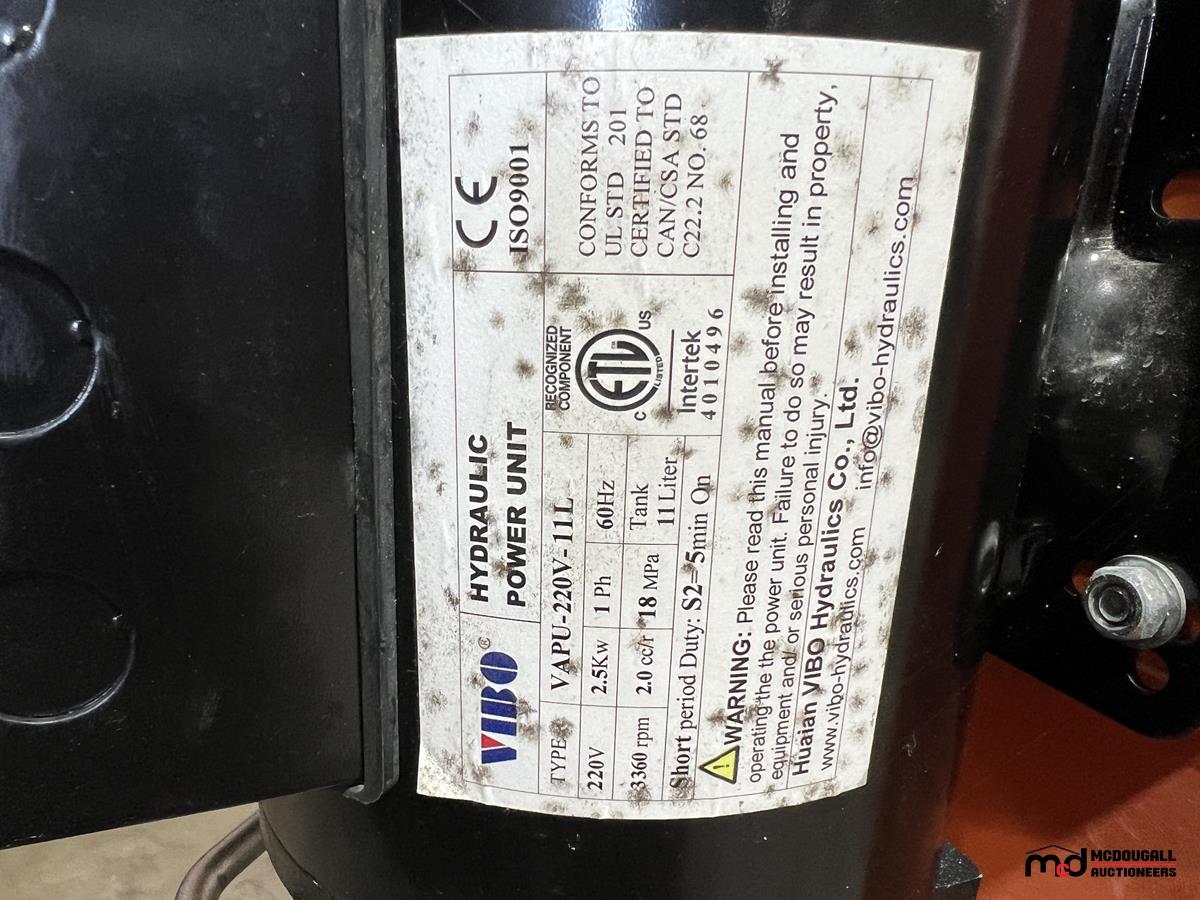 VIBO®
HYDRAULIC
POWER UNIT
CE
ISO9001
TYPE VAPU-220V-11L
220V 2.5Kw 1 Ph 60Hz
3360 rpm 2.0 cc/r 18 MPa Tank
11 Liter
Short period Duty: S2= 5min On
RECOGNIZED
COMPONENT
C ETL US
LISTED
Intertek
4010496
CONFORMS TO
UL STD 201
CERTIFIED TO
CAN/CSA STD
C22.2 NO. 68
WARNING: Please read this manual before installing and
operating the the power unit. Failure to do so may result in property,
equipment and/ or serious personal injury.
Huaian VIBO Hydraulics Co., Ltd.
www.vibo-hydraulics.com info@vibo-hydraulics.com
mcd MCDOUGALL
AUCTIONEERS